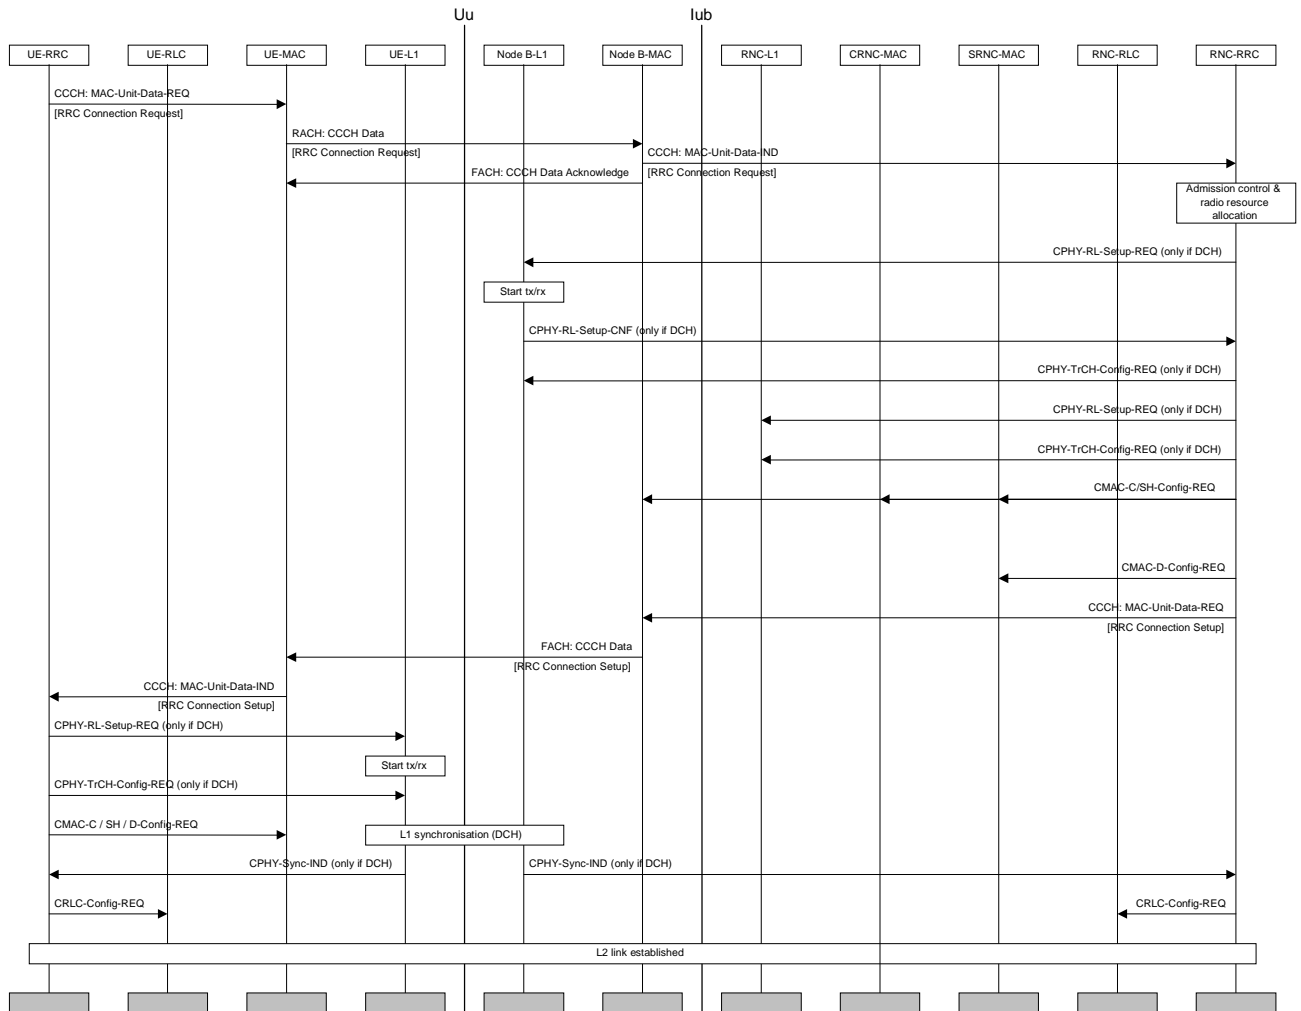 Uu
Iub
UE-RRC
UE-RLC
UE-MAC
UE-L1
Node B-L1
Node B-MAC
RNC-L1
CRNC-MAC
SRNC-MAC
RNC-RLC
RNC-RRC
CCCH: MAC-Unit-Data-REQ
[RRC Connection Request]
RACH: CCCH Data
[RRC Connection Request]
CCCH: MAC-Unit-Data-IND
[RRC Connection Request]
FACH: CCCH Data Acknowledge
Admission control &
radio resource
allocation
CPHY-RL-Setup-REQ (only if DCH)
Start tx/rx
CPHY-RL-Setup-CNF (only if DCH)
CPHY-TrCH-Config-REQ (only if DCH)
CPHY-RL-Setup-REQ (only if DCH)
CPHY-TrCH-Config-REQ (only if DCH)
CMAC-C/SH-Config-REQ
CMAC-D-Config-REQ
CCCH: MAC-Unit-Data-REQ
[RRC Connection Setup]
FACH: CCCH Data
[RRC Connection Setup]
CCCH: MAC-Unit-Data-IND
[RRC Connection Setup]
CPHY-RL-Setup-REQ (only if DCH)
Start tx/rx
CPHY-TrCH-Config-REQ (only if DCH)
CMAC-C / SH / D-Config-REQ
L1 synchronisation (DCH)
CPHY-Sync-IND (only if DCH)
CPHY-Sync-IND (only if DCH)
CRLC-Config-REQ
CRLC-Config-REQ
L2 link established